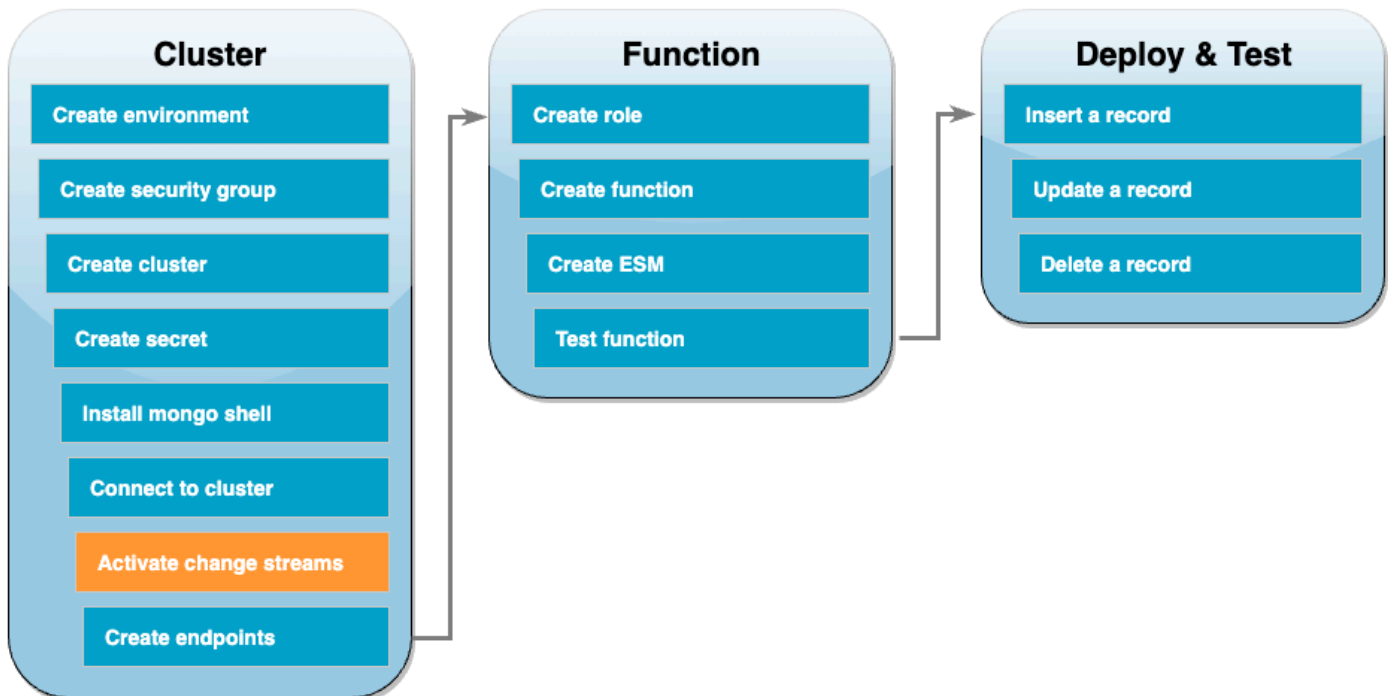 Cluster
Create environment
Create security group
Create cluster
Create secret
Install mongo shell
Connect to cluster
Activate change streams
Create endpoints
Function
Create role
Create function
Create ESM
Test function
Deploy & Test
Insert a record
Update a record
Delete a record